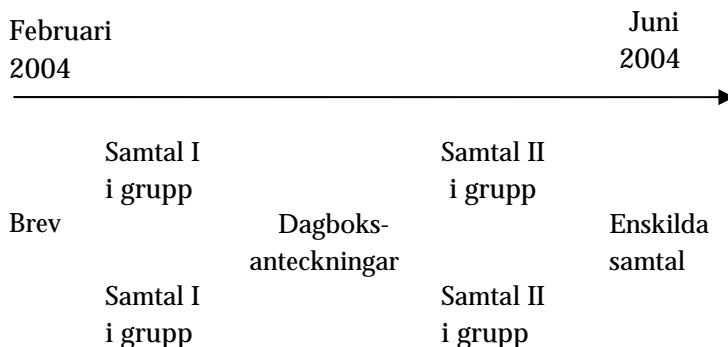 Februari
2004
Juni
2004
Samtal I
i grupp
Samtal II
i grupp
Brev
Dagboks-
anteckningar
Enskilda
samtal
Samtal I
i grupp
Samtal II
i grupp